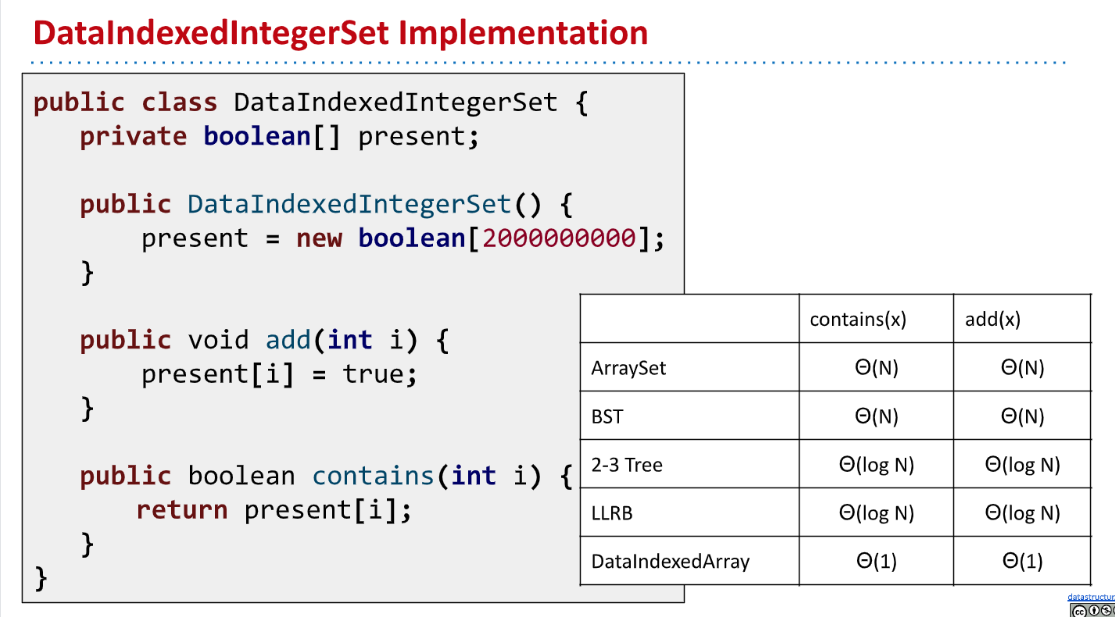 DataIndexedIntegerSet Implementation
public class DataIndexedIntegerSet {
private boolean[] present;
public DataIndexedIntegerSet() {
present = new boolean[2000000000];
}
public void add(int i) {
present[i] = true;
}
public boolean contains(int i) {
return present[i];
}
}
contains(x) add(x)
ArraySet Θ(N) Θ(N)
BST Θ(N) Θ(N)
2-3 Tree Θ(log N) Θ(log N)
LLRB Θ(log N) Θ(log N)
DataIndexedArray Θ(1) Θ(1)
datastructur
cc